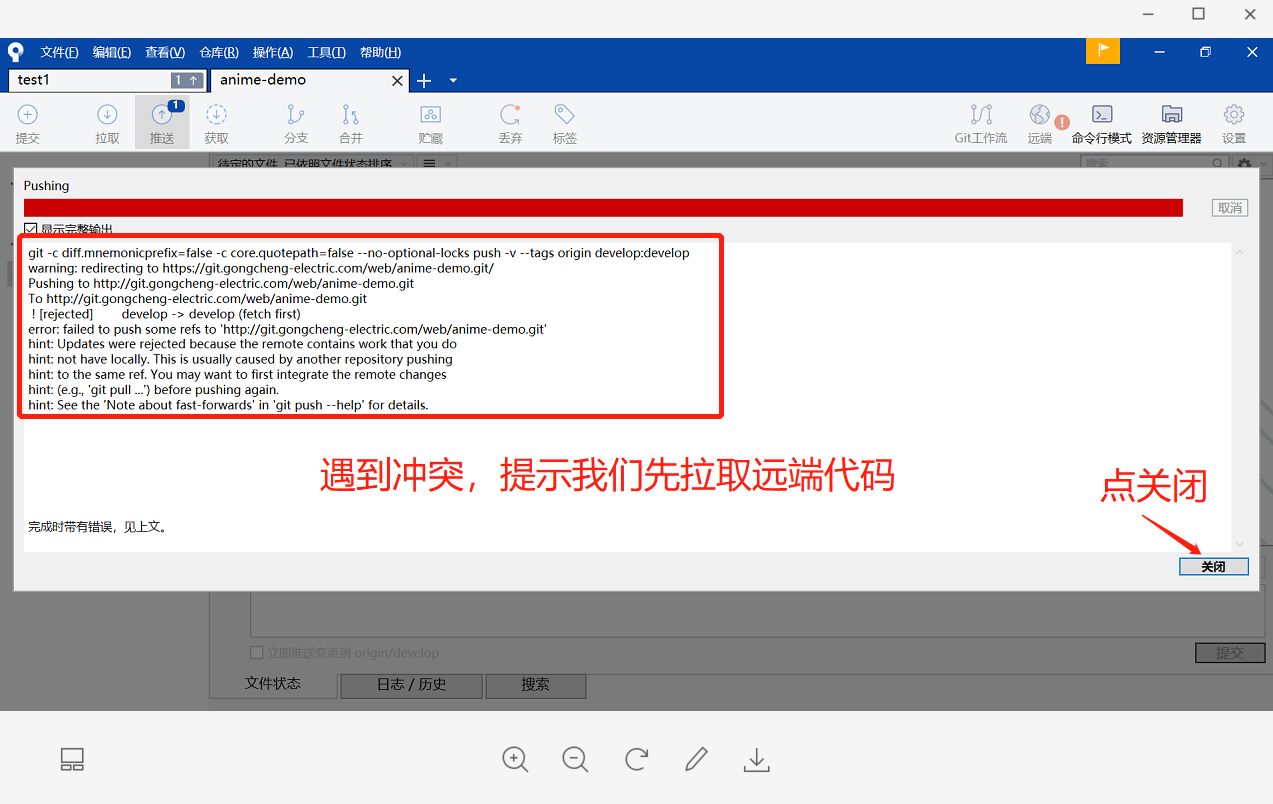 文件(F) 编辑(E) 查看(V) 仓库(R) 操作(A) 工具(T) 帮助(H)
test1 1↑ anime-demo
1
提交 拉取 推送 获取 分支 合并 贮藏 丢弃 标签 Git工作流 远端 命令行模式 资源管理器 设置
待定的文件, 已依照文件状态排序 搜索
Pushing
取消
显示完整输出
git -c diff.mnemonicprefix=false -c core.quotepath=false --no-optional-locks push -v --tags origin develop:develop
warning: redirecting to https://git.gongcheng-electric.com/web/anime-demo.git/
Pushing to http://git.gongcheng-electric.com/web/anime-demo.git
To http://git.gongcheng-electric.com/web/anime-demo.git
! [rejected] develop -> develop (fetch first)
error: failed to push some refs to 'http://git.gongcheng-electric.com/web/anime-demo.git'
hint: Updates were rejected because the remote contains work that you do
hint: not have locally. This is usually caused by another repository pushing
hint: to the same ref. You may want to first integrate the remote changes
hint: (e.g., 'git pull ...') before pushing again.
hint: See the 'Note about fast-forwards' in 'git push --help' for details.
遇到冲突，提示我们先拉取远端代码
点关闭
完成时带有错误，见上文。
关闭
立即推送变更到 origin/develop
提交
文件状态 日志 / 历史 搜索